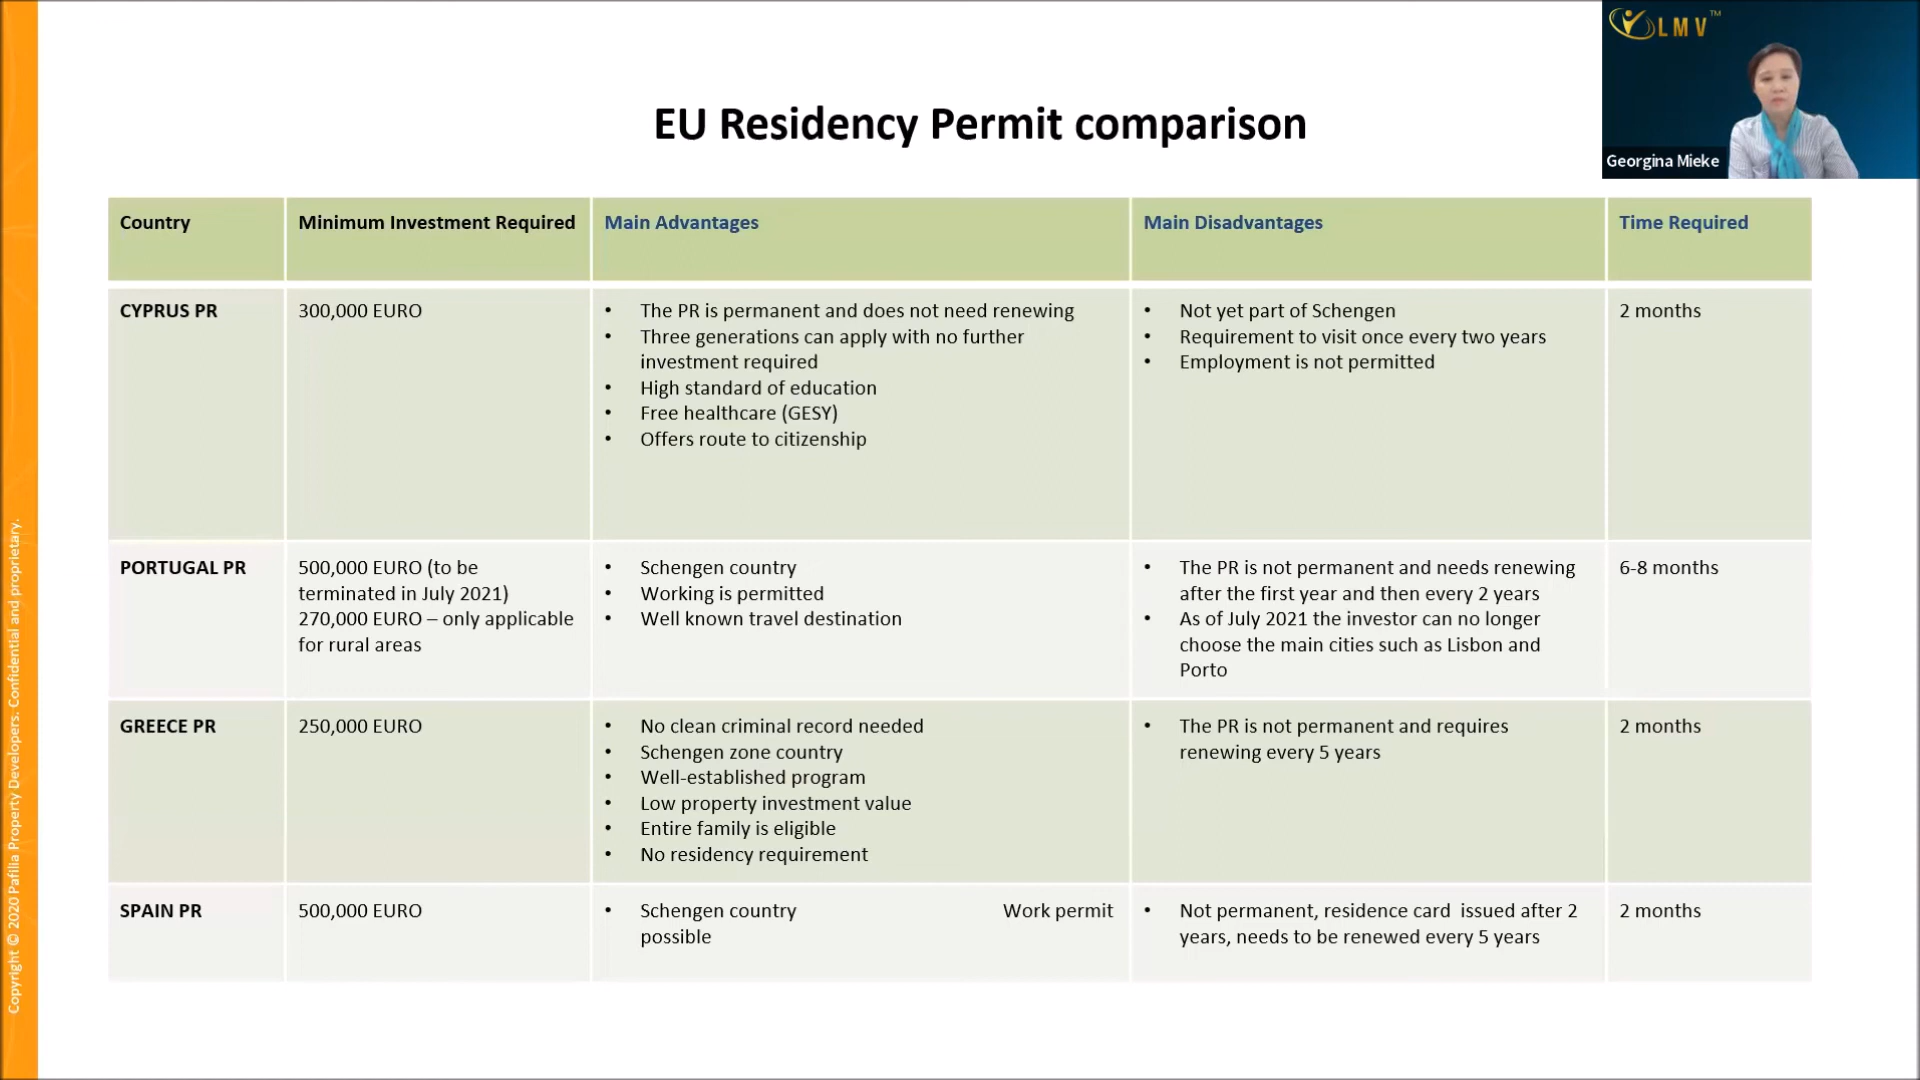 LMV™
Georgina Mieke
EU Residency Permit comparison
Country
Minimum Investment Required
Main Advantages
Main Disadvantages
Time Required
CYPRUS PR
300,000 EURO
• The PR is permanent and does not need renewing
• Three generations can apply with no further
investment required
• High standard of education
• Free healthcare (GESY)
• Offers route to citizenship
• Not yet part of Schengen
• Requirement to visit once every two years
• Employment is not permitted
2 months
PORTUGAL PR
500,000 EURO (to be
terminated in July 2021)
270,000 EURO – only applicable
for rural areas
• Schengen country
• Working is permitted
• Well known travel destination
• The PR is not permanent and needs renewing
after the first year and then every 2 years
• As of July 2021 the investor can no longer
choose the main cities such as Lisbon and
Porto
6-8 months
GREECE PR
250,000 EURO
• No clean criminal record needed
• Schengen zone country
• Well-established program
• Low property investment value
• Entire family is eligible
• No residency requirement
• The PR is not permanent and requires
renewing every 5 years
2 months
SPAIN PR
500,000 EURO
• Schengen country Work permit
possible
• Not permanent, residence card issued after 2
years, needs to be renewed every 5 years
2 months
Copyright © 2020 Pafilia Property Developers. Confidential and proprietary.